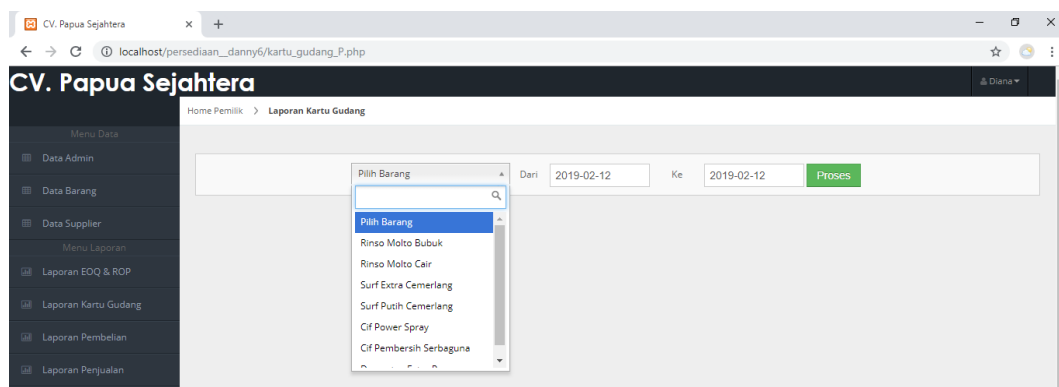 CV. Papua Sejahtera
localhost/persediaan__danny6/kartu_gudang_P.php
CV. Papua Sejahtera
Diana
Home Pemilik > Laporan Kartu Gudang
Menu Data
Data Admin
Data Barang
Data Supplier
Menu Laporan
Laporan EOQ & ROP
Laporan Kartu Gudang
Laporan Pembelian
Laporan Penjualan
Pilih Barang Dari 2019-02-12 Ke 2019-02-12 Proses
Pilih Barang
Rinso Molto Bubuk
Rinso Molto Cair
Surf Extra Cemerlang
Surf Putih Cemerlang
Cif Power Spray
Cif Pembersih Serbaguna